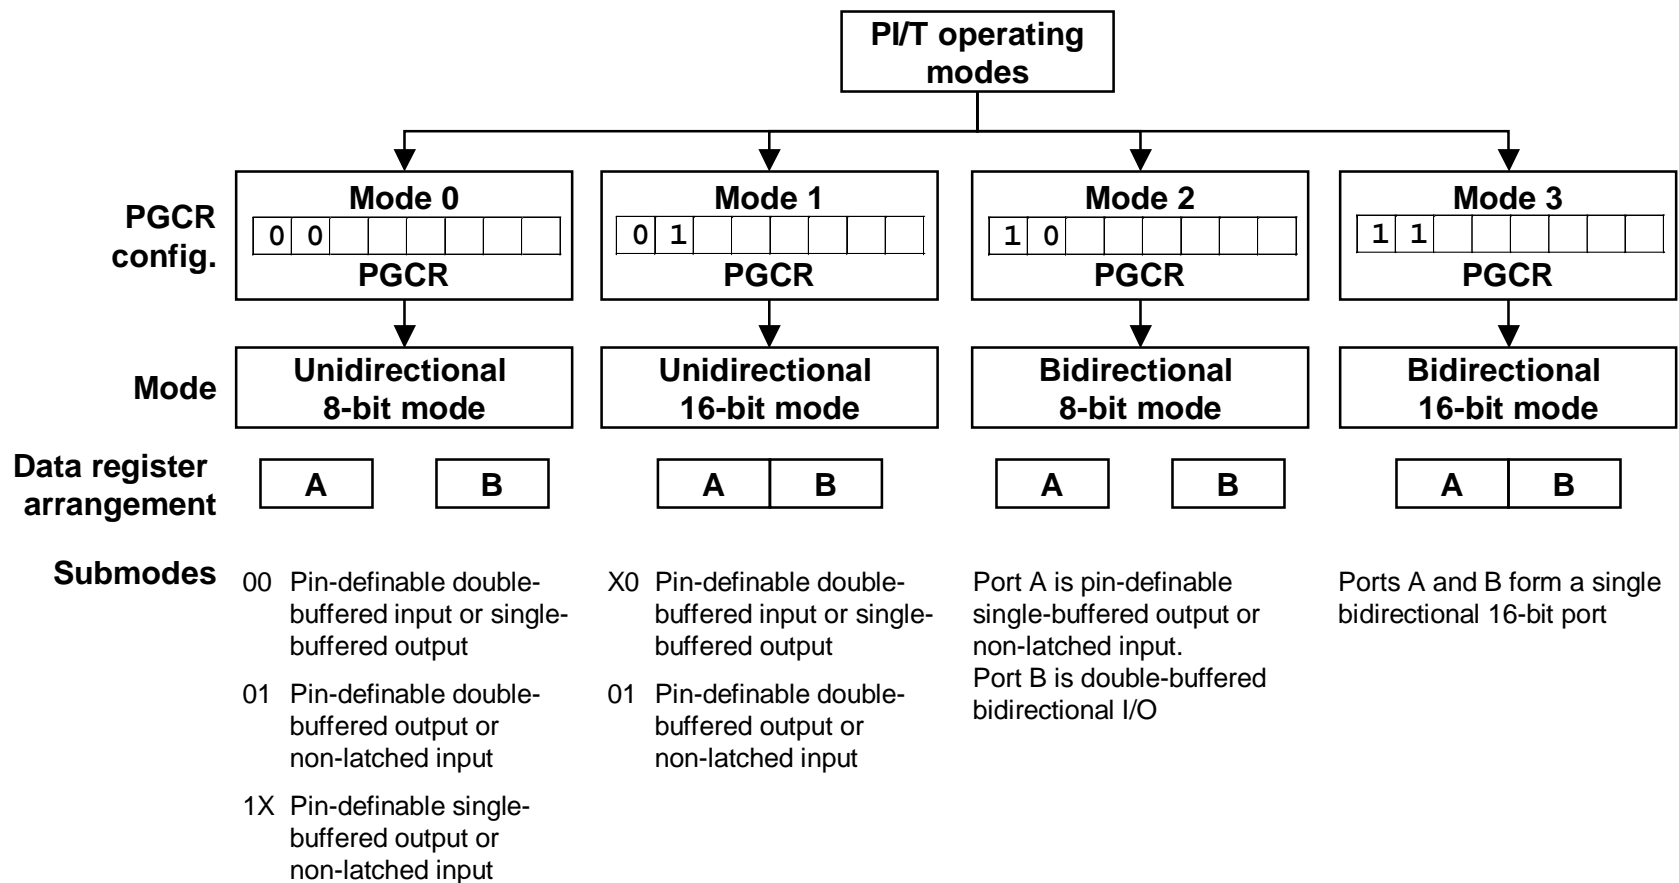 PI/T operating
modes
PGCR
config.
Mode 0
0 0
PGCR
Mode 1
0 1
PGCR
Mode 2
1 0
PGCR
Mode 3
1 1
PGCR
Mode
Unidirectional
8-bit mode
Unidirectional
16-bit mode
Bidirectional
8-bit mode
Bidirectional
16-bit mode
Data register
arrangement
A B
A B
A B
A B
Submodes
00 Pin-definable double-
buffered input or single-
buffered output
01 Pin-definable double-
buffered output or
non-latched input
1X Pin-definable single-
buffered output or
non-latched input
X0 Pin-definable double-
buffered input or single-
buffered output
01 Pin-definable double-
buffered output or
non-latched input
Port A is pin-definable
single-buffered output or
non-latched input.
Port B is double-buffered
bidirectional I/O
Ports A and B form a single
bidirectional 16-bit port